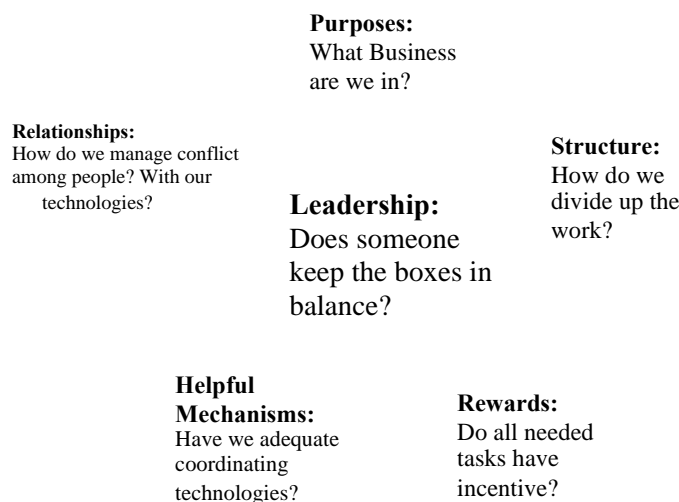 Purposes:
What Business
are we in?
Relationships:
How do we manage conflict
among people? With our
technologies?
Structure:
How do we
divide up the
work?
Leadership:
Does someone
keep the boxes in
balance?
Helpful
Mechanisms:
Have we adequate
coordinating
technologies?
Rewards:
Do all needed
tasks have
incentive?